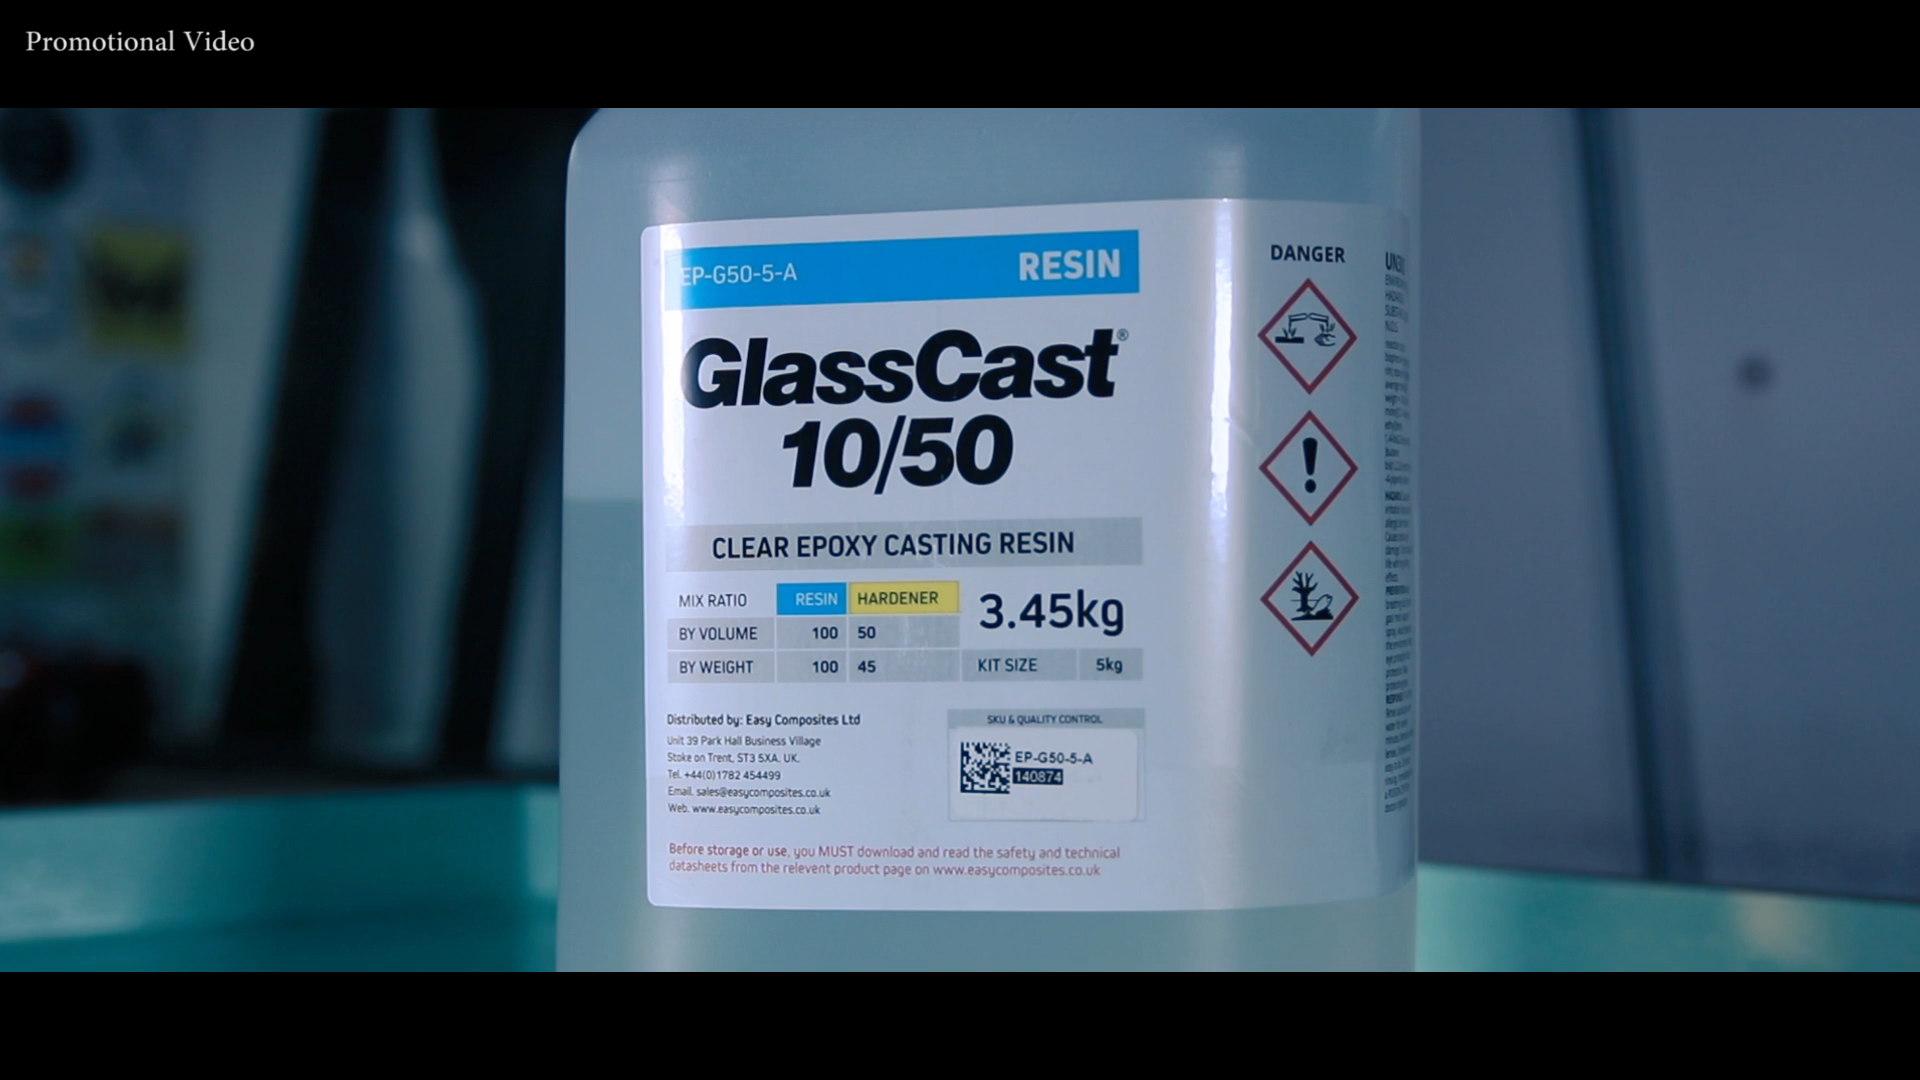 Promotional Video
EP-G50-5-A RESIN
GlassCast®
10/50
CLEAR EPOXY CASTING RESIN
MIX RATIO RESIN HARDENER
BY VOLUME 100 50
BY WEIGHT 100 45
3.45kg
KIT SIZE 5kg
Distributed by: Easy Composites Ltd
Unit 39 Park Hall Business Village
Stoke on Trent, ST3 5XA. UK.
Tel. +44(0)1782 454499
Email. sales@easycomposites.co.uk
Web. www.easycomposites.co.uk
SKU & QUALITY CONTROL
EP-G50-5-A
140874
Before storage or use, you MUST download and read the safety and technical
datasheets from the relevent product page on www.easycomposites.co.uk
DANGER